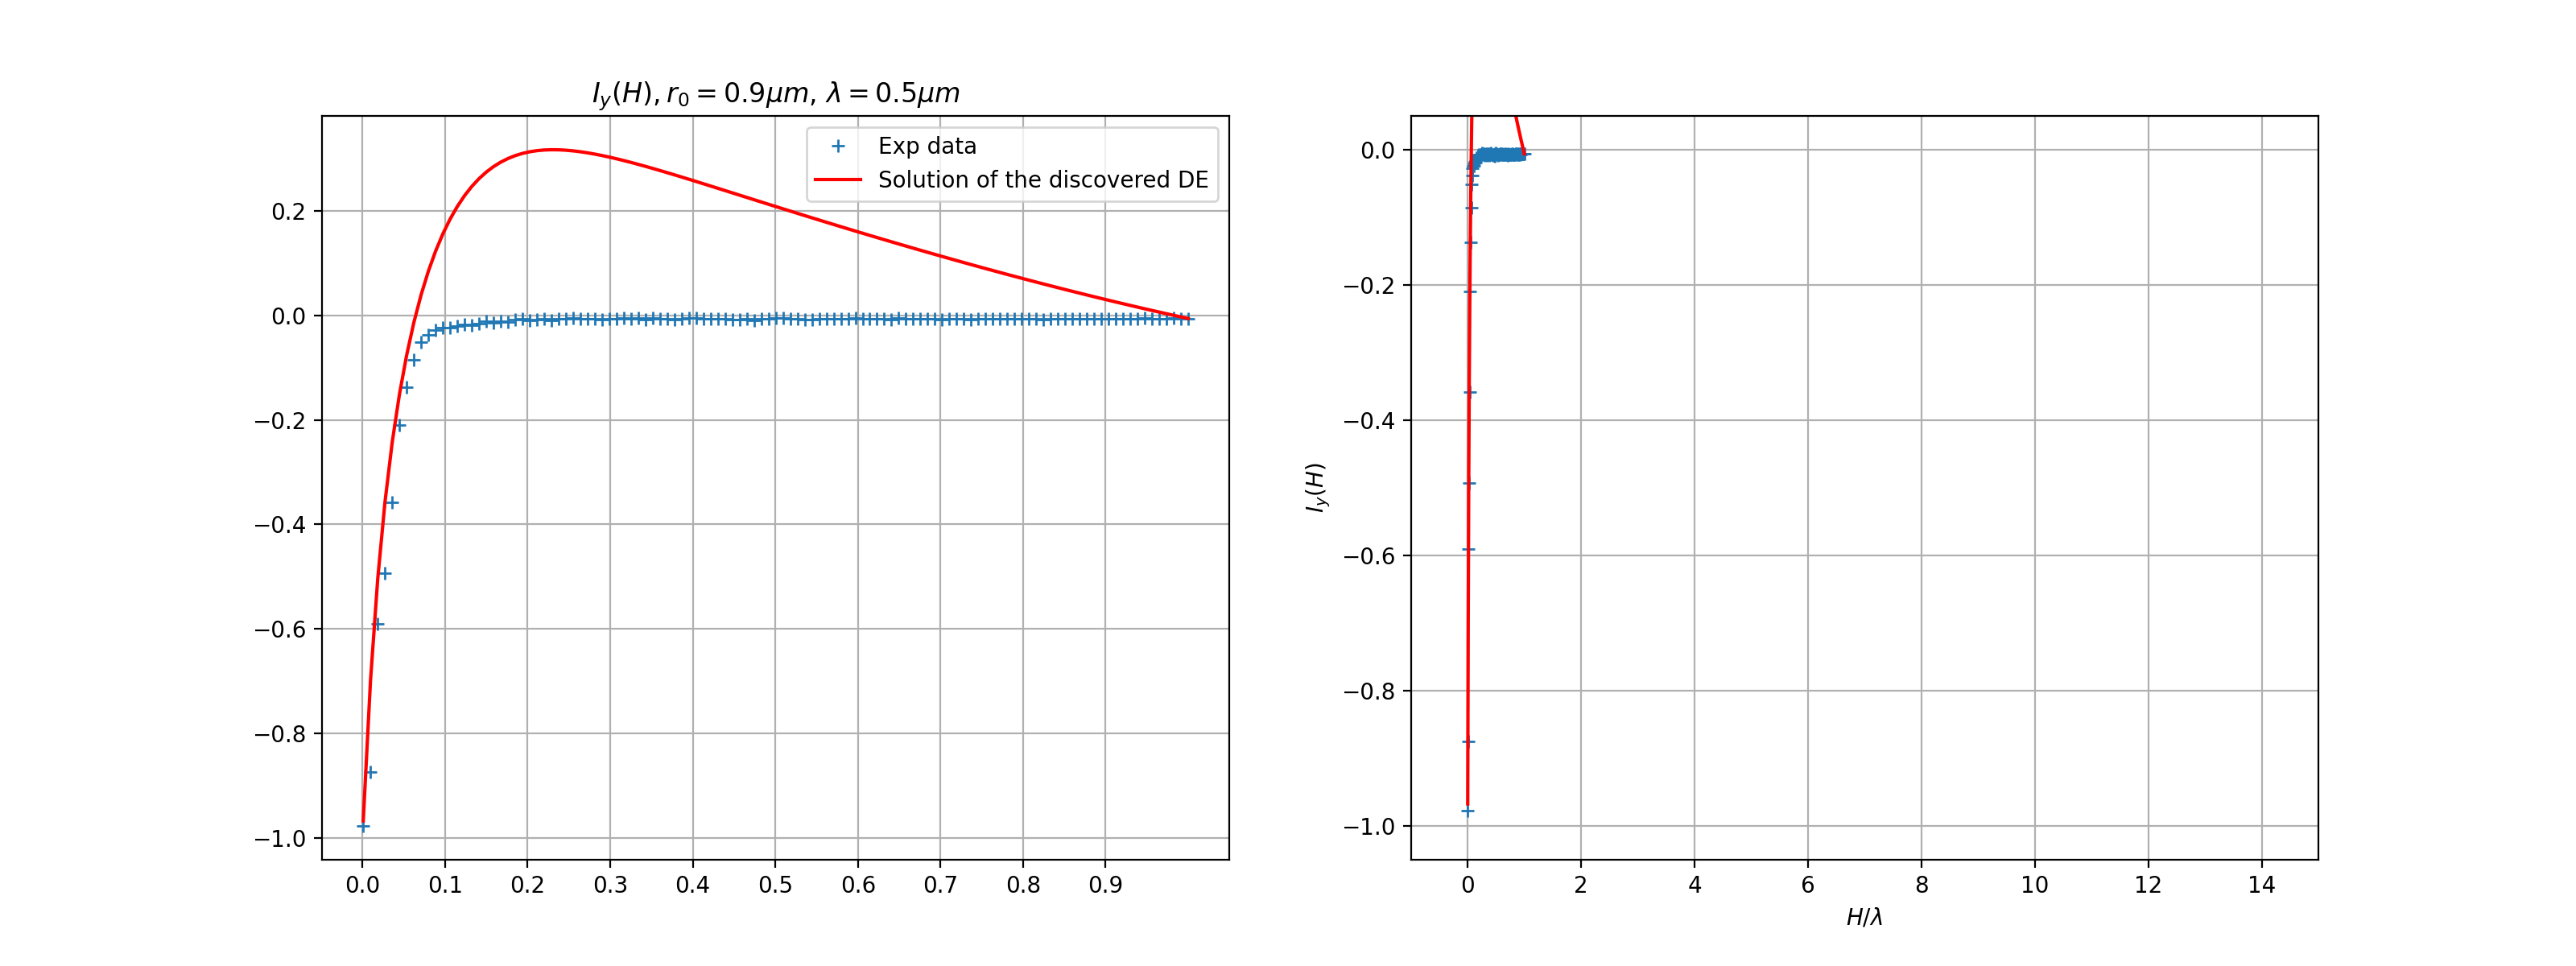 I_y(H), r_0 = 0.9μm, λ = 0.5μm
Exp data
Solution of the discovered DE
0.2
0.0
−0.2
−0.4
−0.6
−0.8
−1.0
0.0 0.1 0.2 0.3 0.4 0.5 0.6 0.7 0.8 0.9
I_y(H)
0.0
−0.2
−0.4
−0.6
−0.8
−1.0
0 2 4 6 8 10 12 14
H/λ